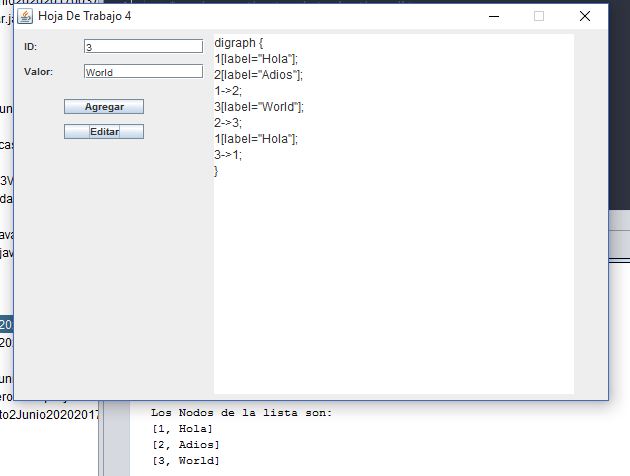 Hoja De Trabajo 4
ID:
3
Valor:
World
Agregar
Editar
digraph {
1[label="Hola"];
2[label="Adios"];
1->2;
3[label="World"];
2->3;
1[label="Hola"];
3->1;
}
to2Junio20202017
Los Nodos de la lista son:
[1, Hola]
[2, Adios]
[3, World]